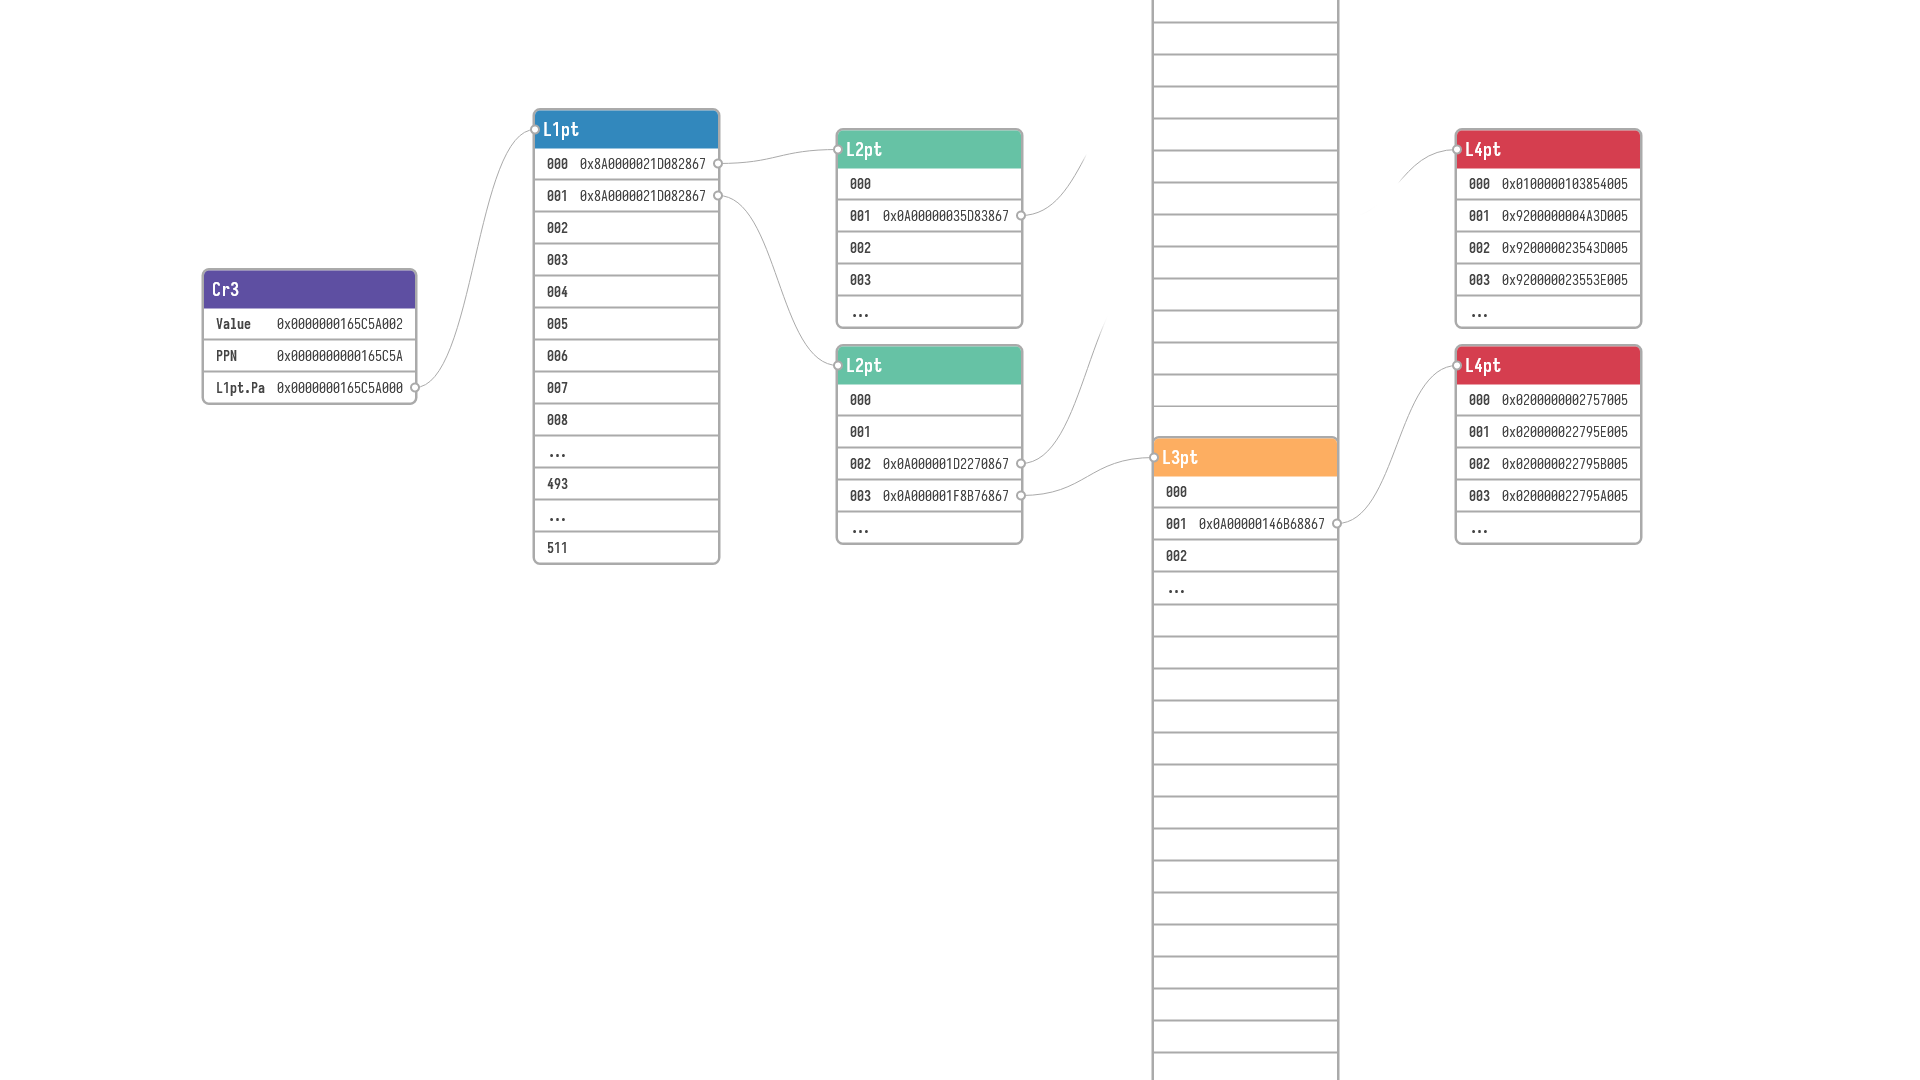 Cr3
Value 0x0000000165C5A002
PPN 0x0000000000165C5A
L1pt.Pa 0x0000000165C5A000
L1pt
000 0x8A0000021D082867
001 0x8A0000021D082867
002
003
004
005
006
007
008
...
493
...
511
L2pt
000
001 0x0A00000035D83867
002
003
...
L2pt
000
001
002 0x0A000001D2270867
003 0x0A000001F8B76867
...
L3pt
000
001 0x0A00000146B68867
002
...
L4pt
000 0x0100000103854005
001 0x9200000004A3D005
002 0x920000023543D005
003 0x920000023553E005
...
L4pt
000 0x0200000002757005
001 0x020000022795E005
002 0x020000022795B005
003 0x020000022795A005
...